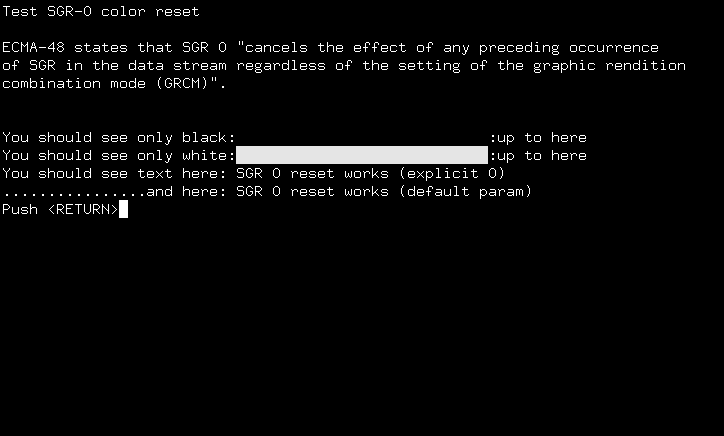 Test SGR-0 color reset
ECMA-48 states that SGR 0 "cancels the effect of any preceding occurrence
of SGR in the data stream regardless of the setting of the graphic rendition
combination mode (GRCM)".
You should see only black: :up to here
You should see only white: :up to here
You should see text here: SGR 0 reset works (explicit 0)
................and here: SGR 0 reset works (default param)
Push <RETURN>